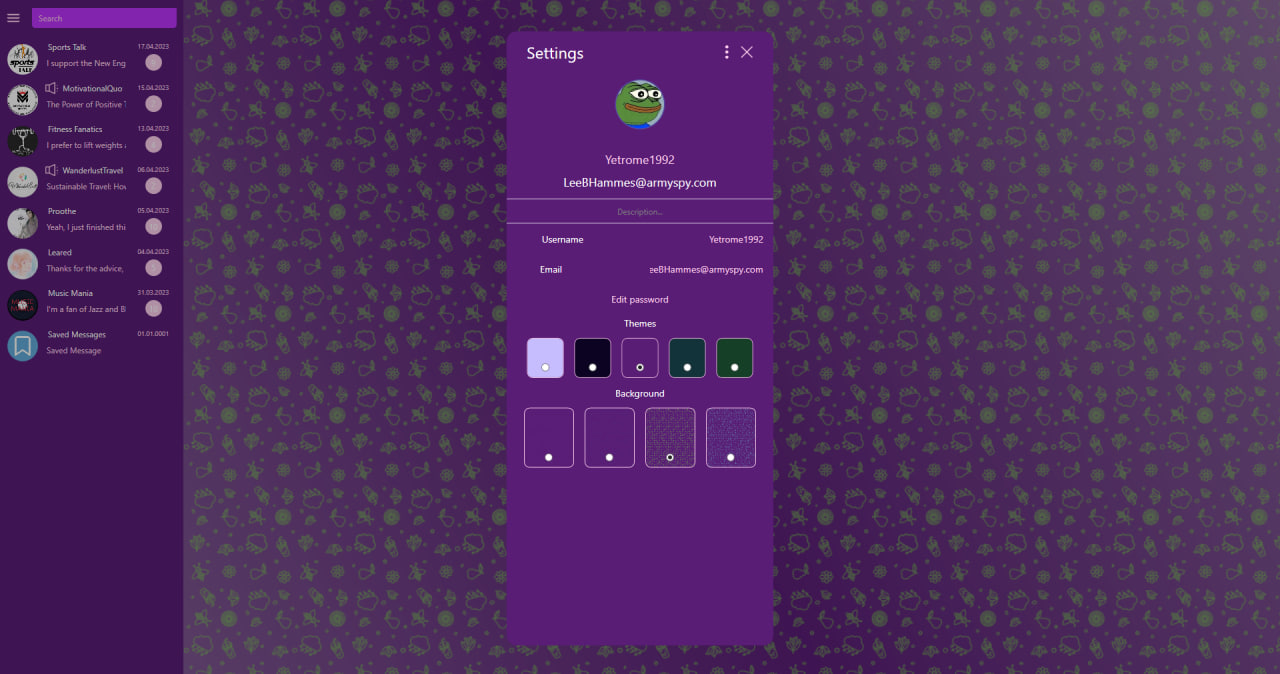 Search
Sports Talk 17.04.2023
I support the New Eng
MotivationalQuo 15.04.2023
The Power of Positive
Fitness Fanatics 13.04.2023
I prefer to lift weights
WanderlustTravel 06.04.2023
Sustainable Travel: How
Proothe 05.04.2023
Yeah, I just finished thi
Leared 04.04.2023
Thanks for the advice,
Music Mania 31.03.2023
I'm a fan of Jazz and Bl
Saved Messages 01.01.0001
Saved Message
Settings
Yetrome1992
LeeBHammes@armyspy.com
Description...
Username Yetrome1992
Email eeBHammes@armyspy.com
Edit password
Themes
Background